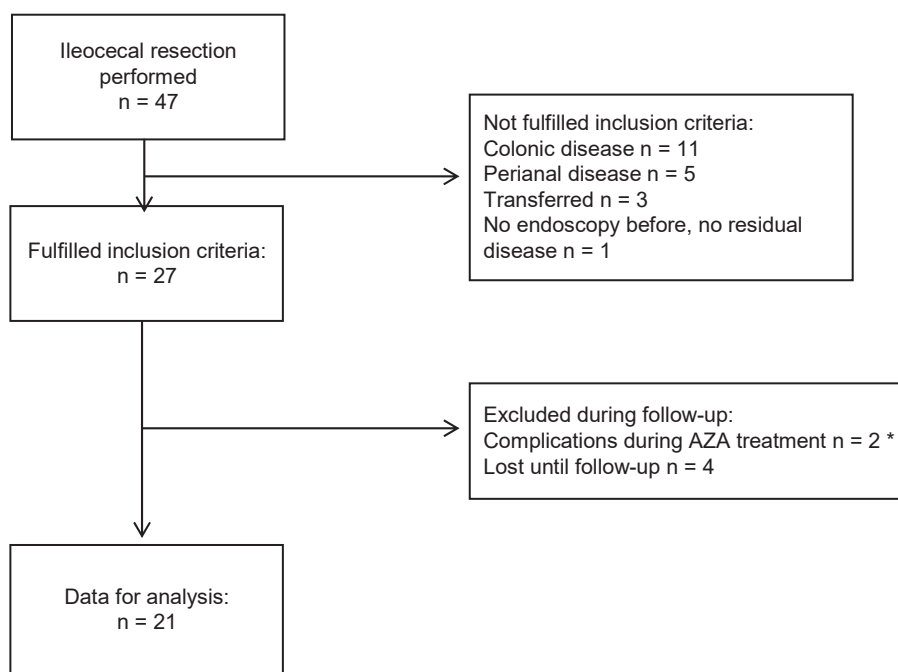 Ileocecal resection
performed
n = 47
Not fulfilled inclusion criteria:
Colonic disease n = 11
Perianal disease n = 5
Transferred n = 3
No endoscopy before, no residual
disease n = 1
Fulfilled inclusion criteria:
n = 27
Excluded during follow-up:
Complications during AZA treatment n = 2 *
Lost until follow-up n = 4
Data for analysis:
n = 21